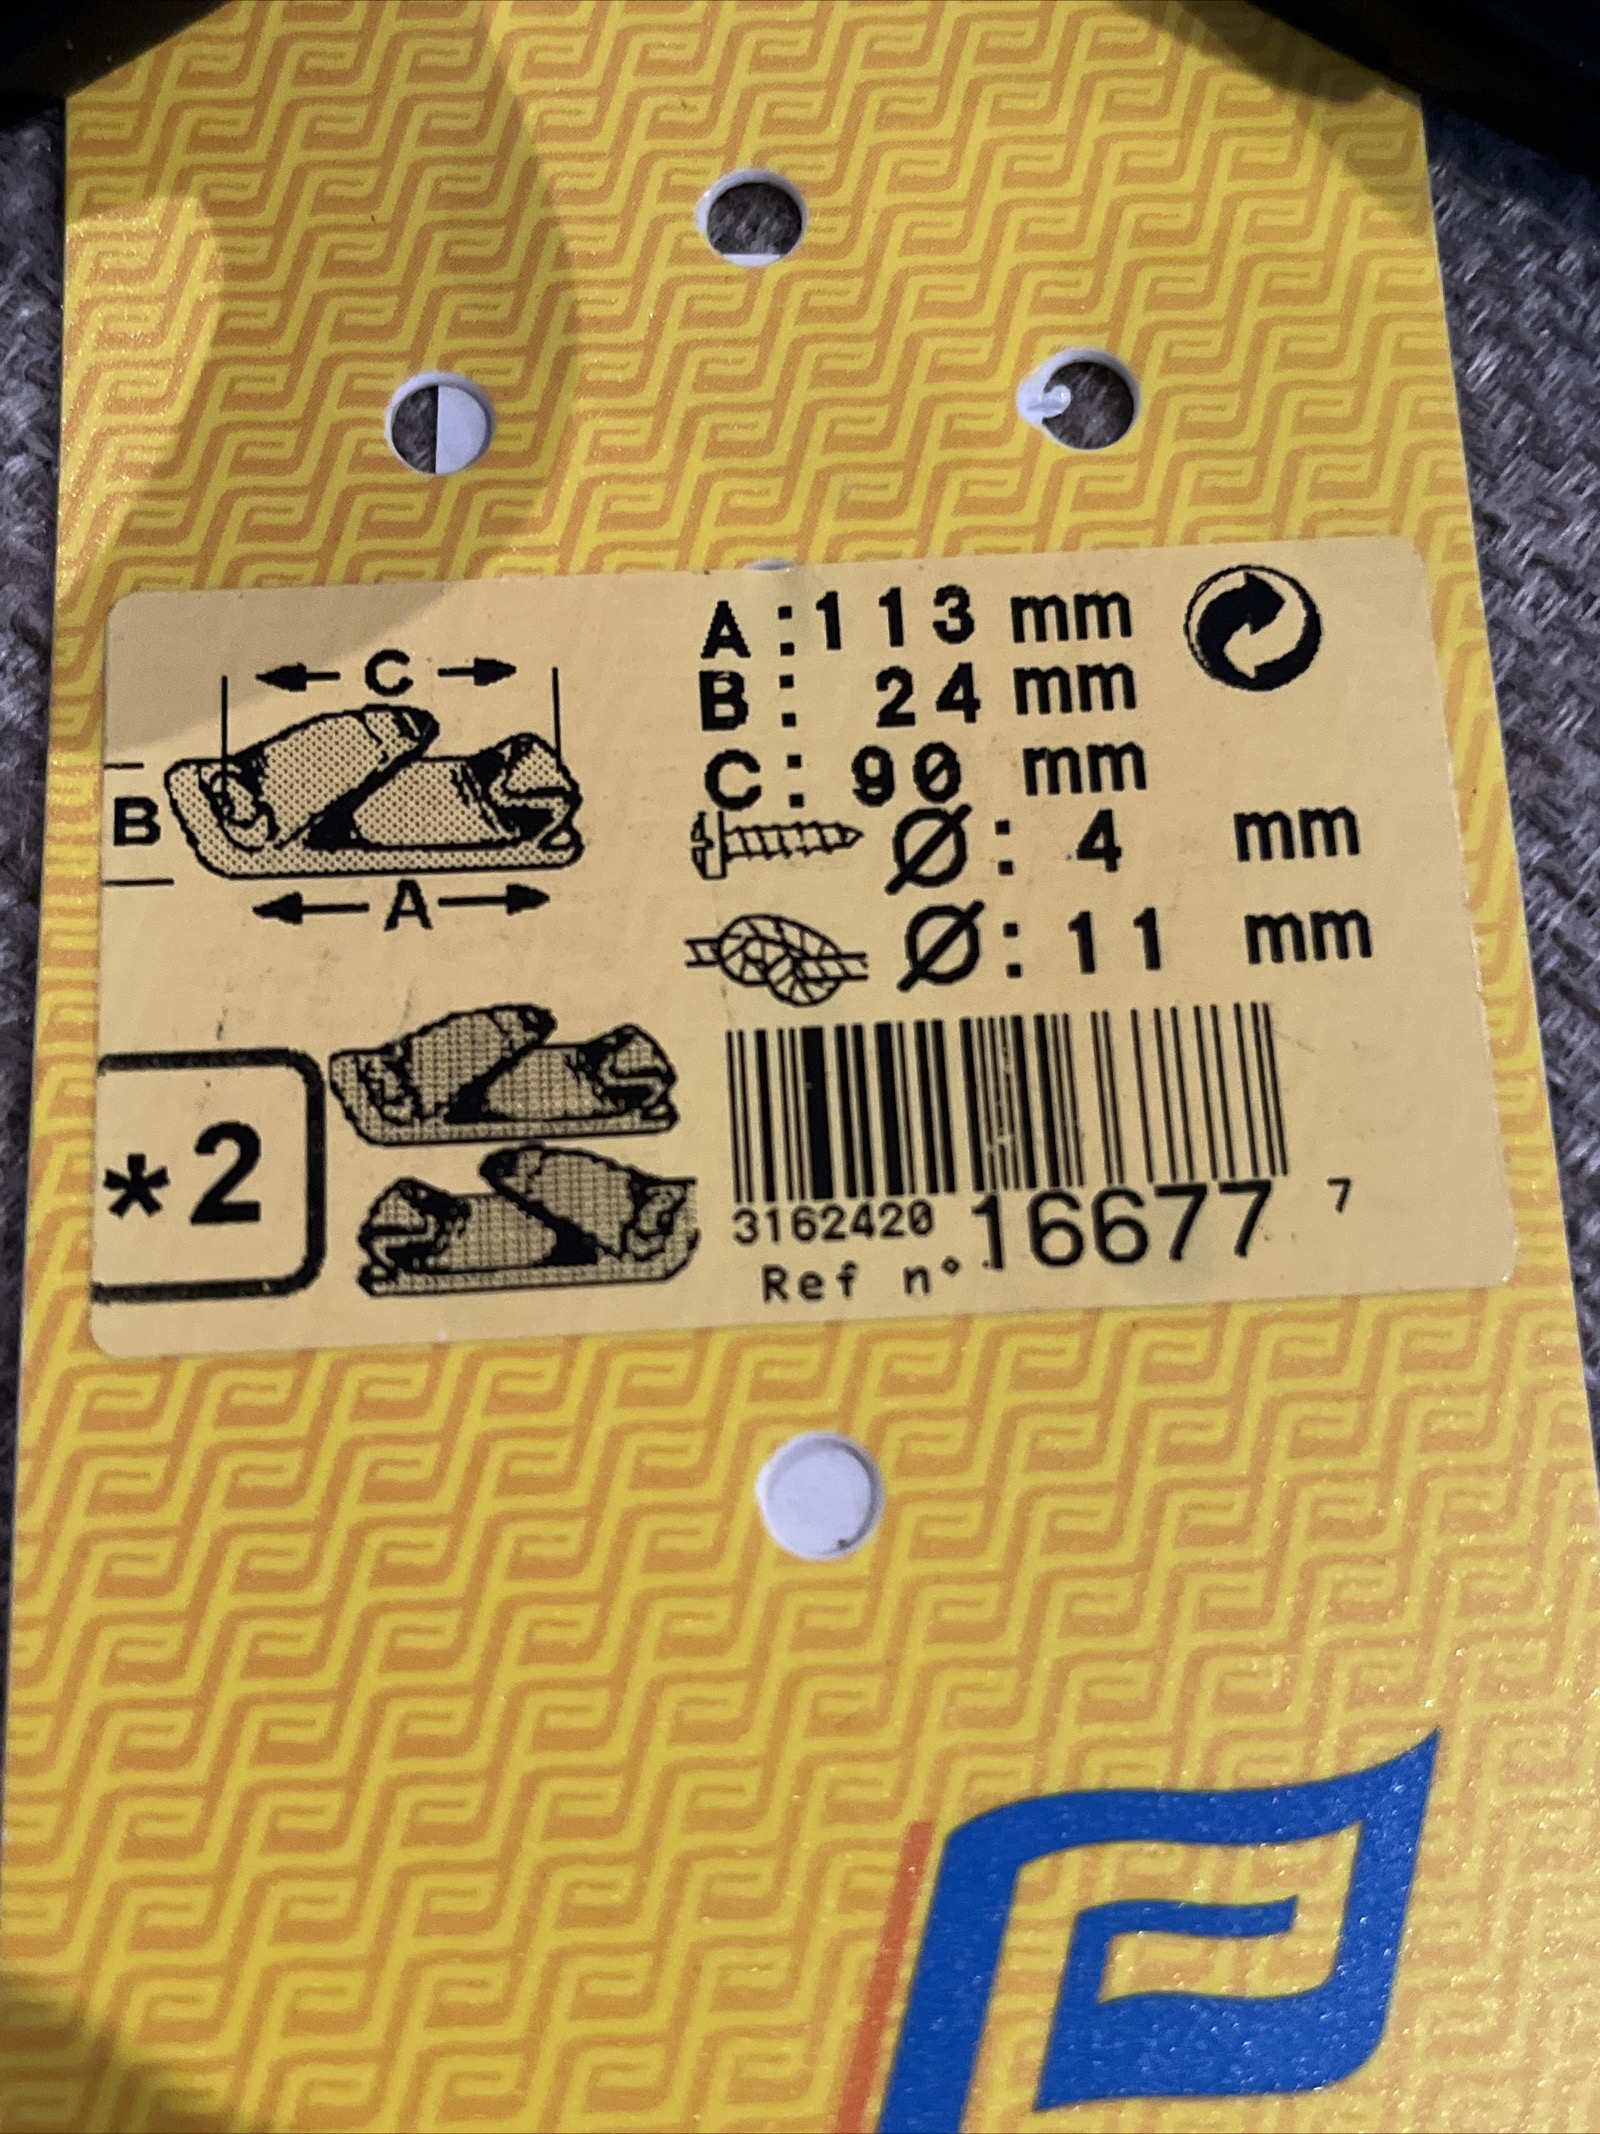 C
B
A
A:113 mm
B: 24 mm
C: 90 mm
Ø: 4 mm
Ø: 11 mm
*2
3162420 16677 7
Ref n°